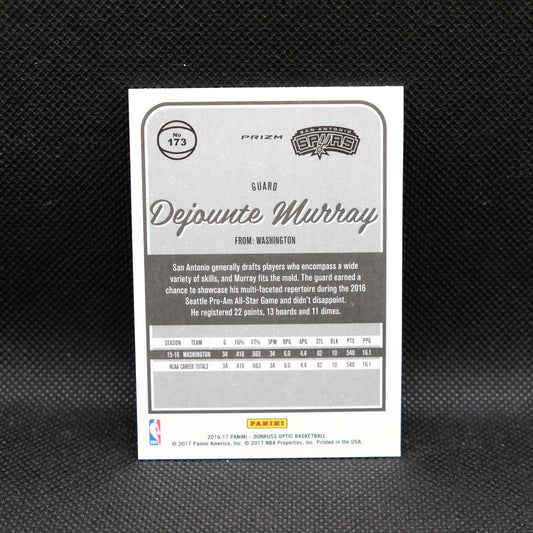 No
173
PRIZM
SAN ANTONIO
SPURS
GUARD
Dejounte Murray
FROM: WASHINGTON
San Antonio generally drafts players who encompass a wide
variety of skills, and Murray fits the mold. The guard earned a
chance to showcase his multi-faceted repertoire during the 2016
Seattle Pro-Am All-Star Game and didn't disappoint.
He registered 22 points, 13 boards and 11 dimes.
SEASON TEAM G FG% FT% 3PM RPG APG STL BLK PTS PPG
15-16 WASHINGTON 34 .416 .663 34 6.0 4.4 62 10 548 16.1
NCAA CAREER TOTALS 34 .416 .663 34 6.0 4.4 62 10 548 16.1
PANINI
2016-17 PANINI - DONRUSS OPTIC BASKETBALL
© 2017 Panini America, Inc. © 2017 NBA Properties, Inc. Printed in the USA.